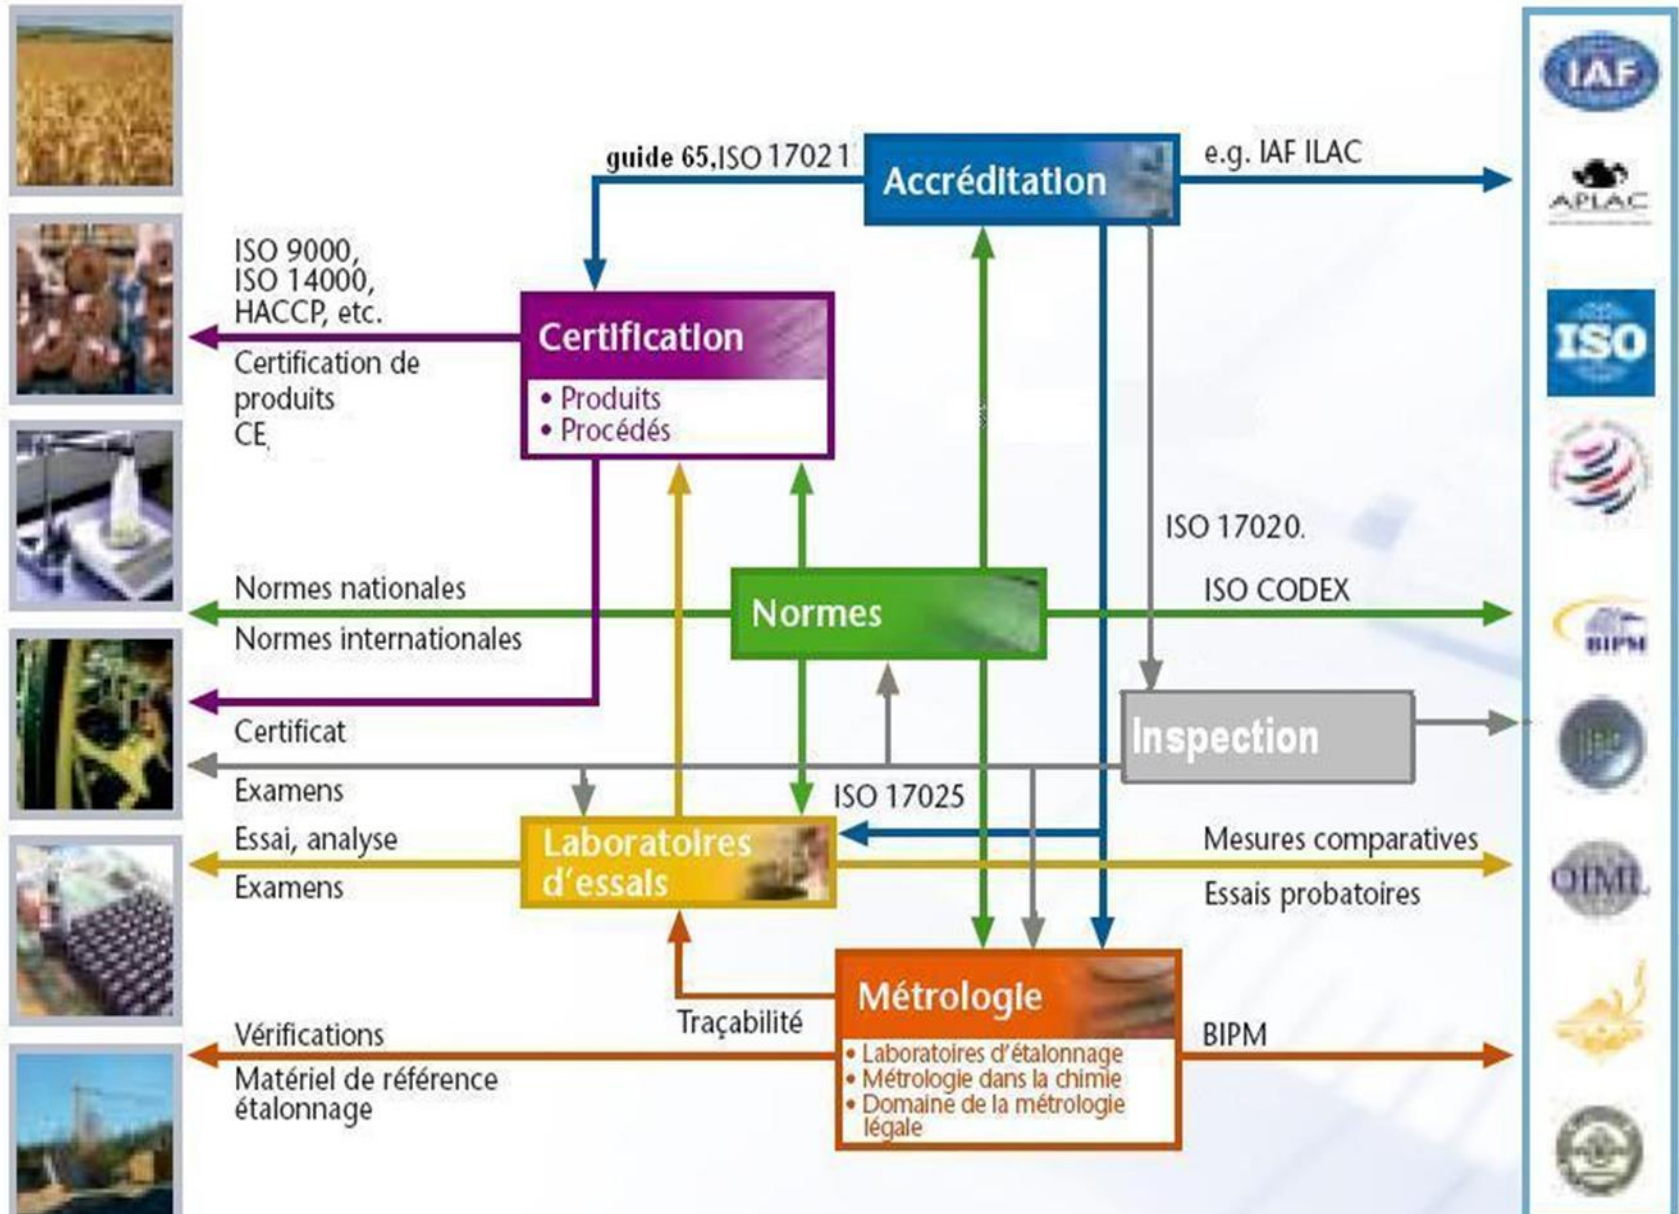 IAF
guide 65,ISO 17021
Accréditation
e.g. IAF ILAC
APLAC
ISO 9000,
ISO 14000,
HACCP, etc.
Certification de
produits
CE
Certification
• Produits
• Procédés
ISO
ISO 17020.
Normes nationales
Normes internationales
Normes
ISO CODEX
BIPM
Certificat
Inspection
Examens
ISO 17025
Essai, analyse
Examens
Laboratoires
d'essais
Mesures comparatives
Essais probatoires
OIML
Traçabilité
Métrologie
• Laboratoires d'étalonnage
• Métrologie dans la chimie
• Domaine de la métrologie
légale
Vérifications
Matériel de référence
étalonnage
BIPM